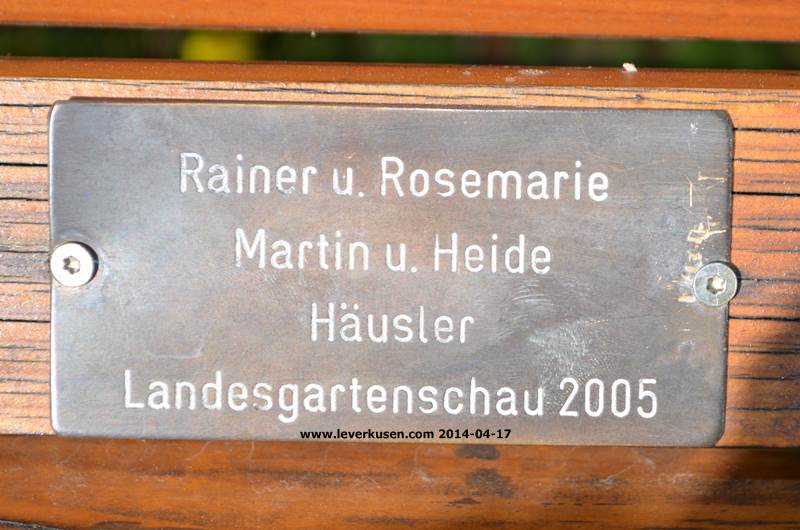 Rainer u. Rosemarie
Martin u. Heide
Häusler
Landesgartenschau 2005
www.leverkusen.com 2014-04-17